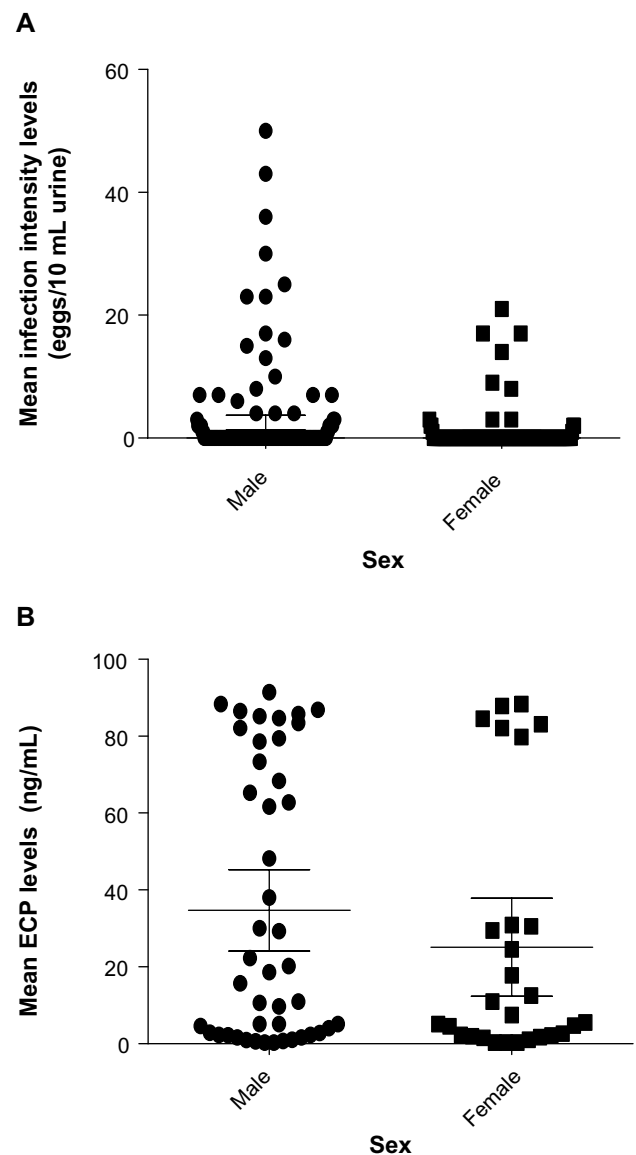 A
Mean infection intensity levels
(eggs/10 mL urine)
60
40
20
0
Male
Female
Sex
B
Mean ECP levels (ng/mL)
100
80
60
40
20
0
Male
Female
Sex